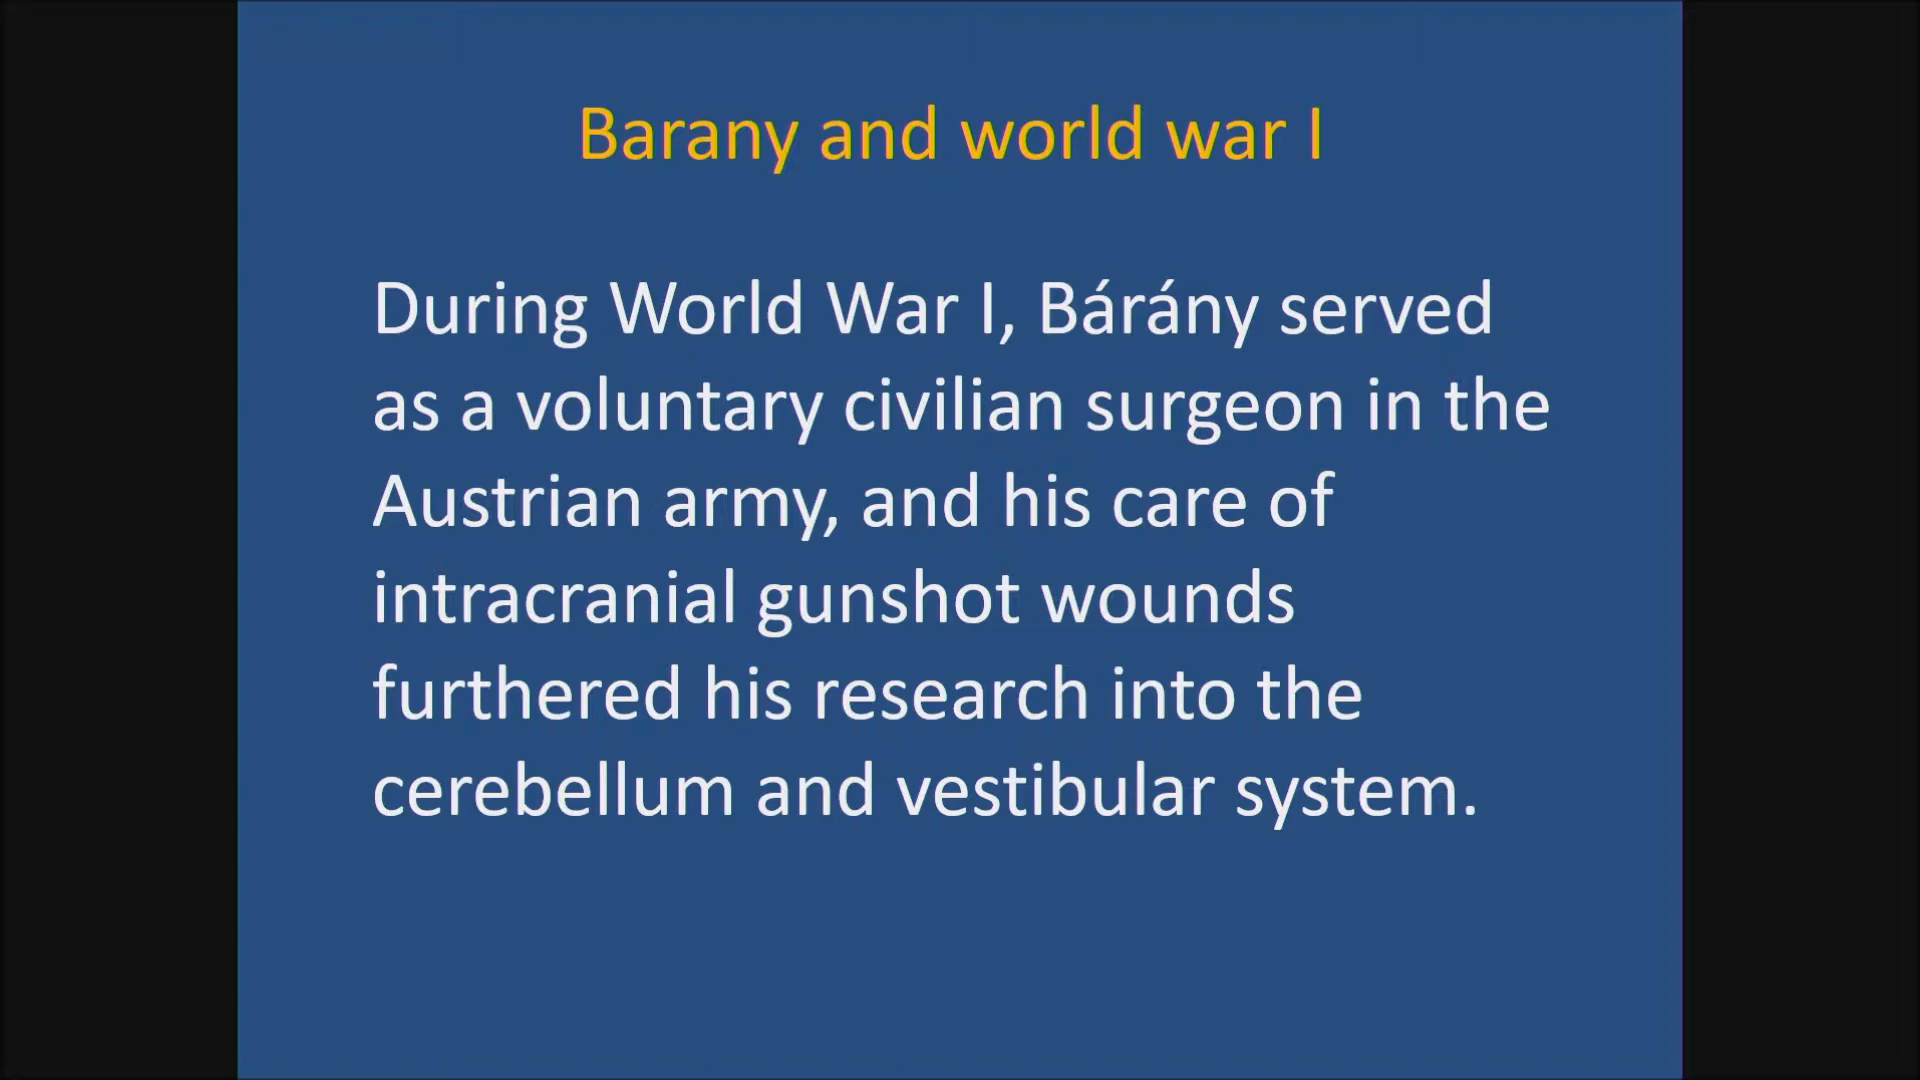 Barany and world war I
During World War I, Bárány served
as a voluntary civilian surgeon in the
Austrian army, and his care of
intracranial gunshot wounds
furthered his research into the
cerebellum and vestibular system.